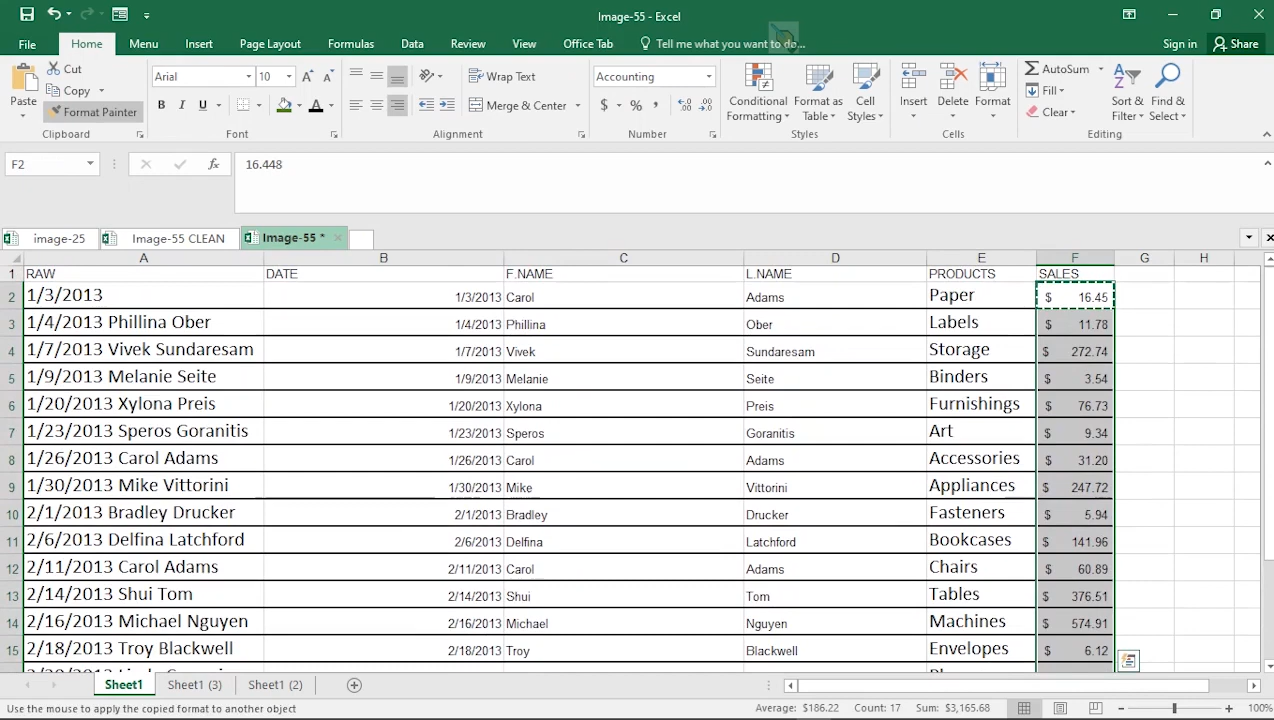 Image-55 - Excel
File Home Menu Insert Page Layout Formulas Data Review View Office Tab Tell me what you want to do... Sign in Share
Paste Cut Copy Format Painter
Arial 10
B I U
Wrap Text
Merge & Center
Accounting
$ % ,
Conditional Formatting Format as Table Cell Styles
Insert Delete Format
AutoSum Fill Clear
Sort & Filter Find & Select
Clipboard Font Alignment Number Styles Cells Editing
F2 fx 16.448
image-25 Image-55 CLEAN Image-55 *
A B C D E F G H
1 RAW DATE F.NAME L.NAME PRODUCTS SALES
2 1/3/2013 1/3/2013 Carol Adams Paper $ 16.45
3 1/4/2013 Phillina Ober 1/4/2013 Phillina Ober Labels $ 11.78
4 1/7/2013 Vivek Sundaresam 1/7/2013 Vivek Sundaresam Storage $ 272.74
5 1/9/2013 Melanie Seite 1/9/2013 Melanie Seite Binders $ 3.54
6 1/20/2013 Xylona Preis 1/20/2013 Xylona Preis Furnishings $ 76.73
7 1/23/2013 Speros Goranitis 1/23/2013 Speros Goranitis Art $ 9.34
8 1/26/2013 Carol Adams 1/26/2013 Carol Adams Accessories $ 31.20
9 1/30/2013 Mike Vittorini 1/30/2013 Mike Vittorini Appliances $ 247.72
10 2/1/2013 Bradley Drucker 2/1/2013 Bradley Drucker Fasteners $ 5.94
11 2/6/2013 Delfina Latchford 2/6/2013 Delfina Latchford Bookcases $ 141.96
12 2/11/2013 Carol Adams 2/11/2013 Carol Adams Chairs $ 60.89
13 2/14/2013 Shui Tom 2/14/2013 Shui Tom Tables $ 376.51
14 2/16/2013 Michael Nguyen 2/16/2013 Michael Nguyen Machines $ 574.91
15 2/18/2013 Troy Blackwell 2/18/2013 Troy Blackwell Envelopes $ 6.12
Sheet1 Sheet1 (3) Sheet1 (2)
Use the mouse to apply the copied format to another object Average: $186.22 Count: 17 Sum: $3,165.68 100%